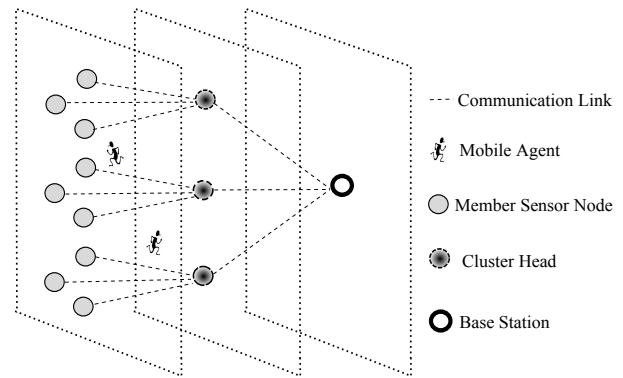 Communication Link
Mobile Agent
Member Sensor Node
Cluster Head
Base Station